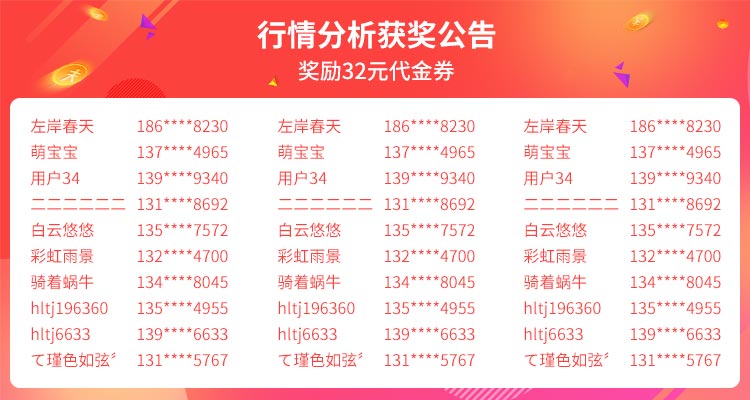 行情分析获奖公告
奖励32元代金券
左岸春天 186****8230 左岸春天 186****8230 左岸春天 186****8230
萌宝宝 137****4965 萌宝宝 137****4965 萌宝宝 137****4965
用户34 139****9340 用户34 139****9340 用户34 139****9340
二二二二二二 131****8692 二二二二二二 131****8692 二二二二二二 131****8692
白云悠悠 135****7572 白云悠悠 135****7572 白云悠悠 135****7572
彩虹雨景 132****4700 彩虹雨景 132****4700 彩虹雨景 132****4700
骑着蜗牛 134****8045 骑着蜗牛 134****8045 骑着蜗牛 134****8045
hltj196360 135****4955 hltj196360 135****4955 hltj196360 135****4955
hltj6633 139****6633 hltj6633 139****6633 hltj6633 139****6633
て瑾色如弦〃 131****5767 て瑾色如弦〃 131****5767 て瑾色如弦〃 131****5767